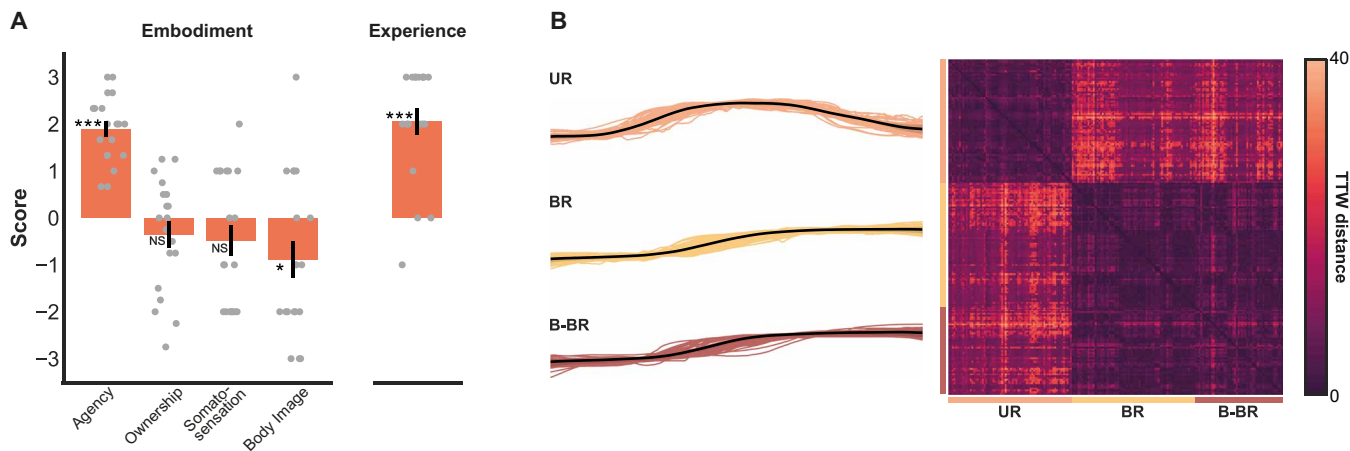 A
Embodiment
Experience
Score
3
2
1
0
−1
−2
−3
***
NS
NS
*
***
Agency
Ownership
Somato-
sensation
Body Image
B
UR
BR
B-BR
UR
BR
B-BR
40
TTW distance
0